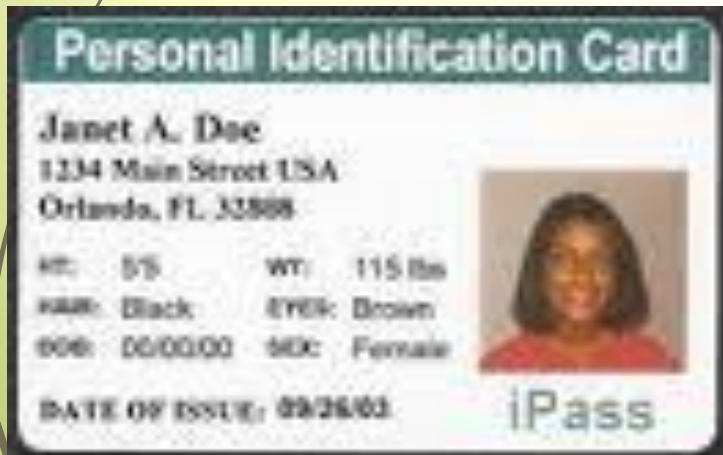 Personal Identification Card
Janet A. Doe
1234 Main Street USA
Orlando, FL 32808
HT: 5'5 WT: 115 lbs
HAIR: Black EYES: Brown
DOB: 00/00/00 SEX: Female
DATE OF ISSUE: 09/26/03
iPass